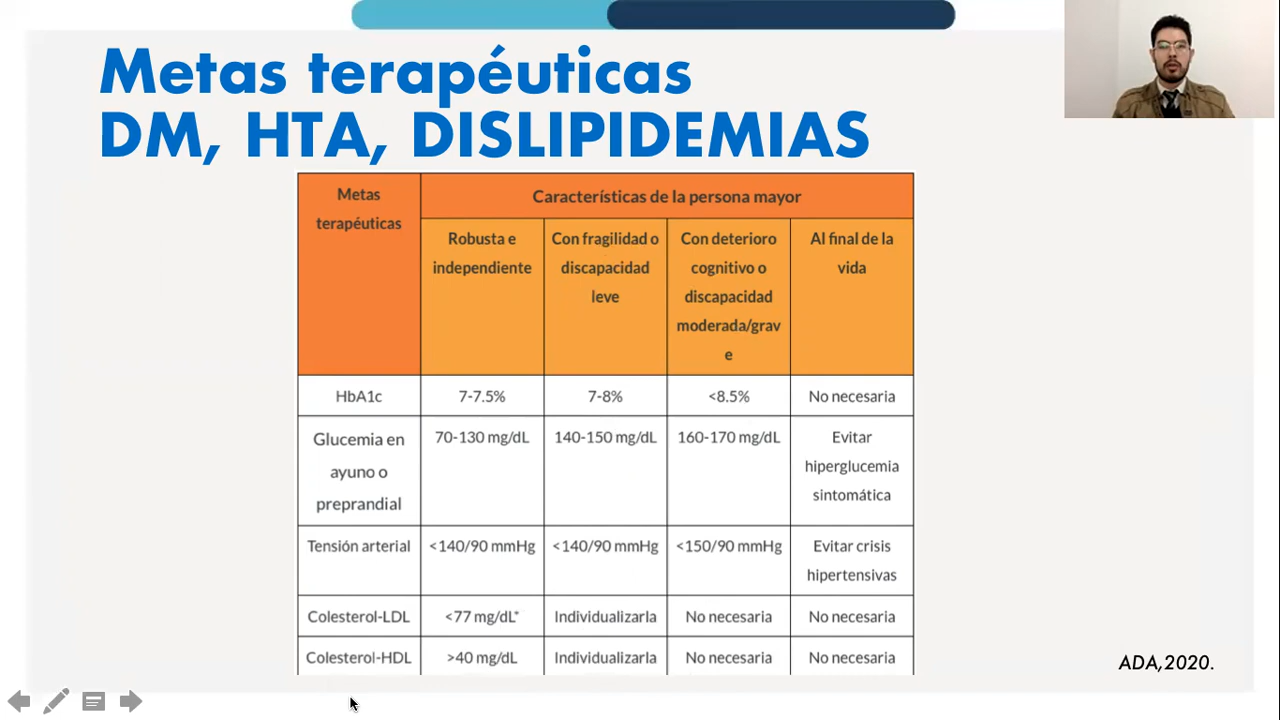 Metas terapéuticas
DM, HTA, DISLIPIDEMIAS
Metas
terapéuticas
Características de la persona mayor
Robusta e
independiente
Con fragilidad o
discapacidad
leve
Con deterioro
cognitivo o
discapacidad
moderada/grav
e
Al final de la
vida
HbA1c
7-7.5%
7-8%
<8.5%
No necesaria
Glucemia en
ayuno o
preprandial
70-130 mg/dL
140-150 mg/dL
160-170 mg/dL
Evitar
hiperglucemia
sintomática
Tensión arterial
<140/90 mmHg
<140/90 mmHg
<150/90 mmHg
Evitar crisis
hipertensivas
Colesterol-LDL
<77 mg/dL*
Individualizarla
No necesaria
No necesaria
Colesterol-HDL
>40 mg/dL
Individualizarla
No necesaria
No necesaria
ADA,2020.